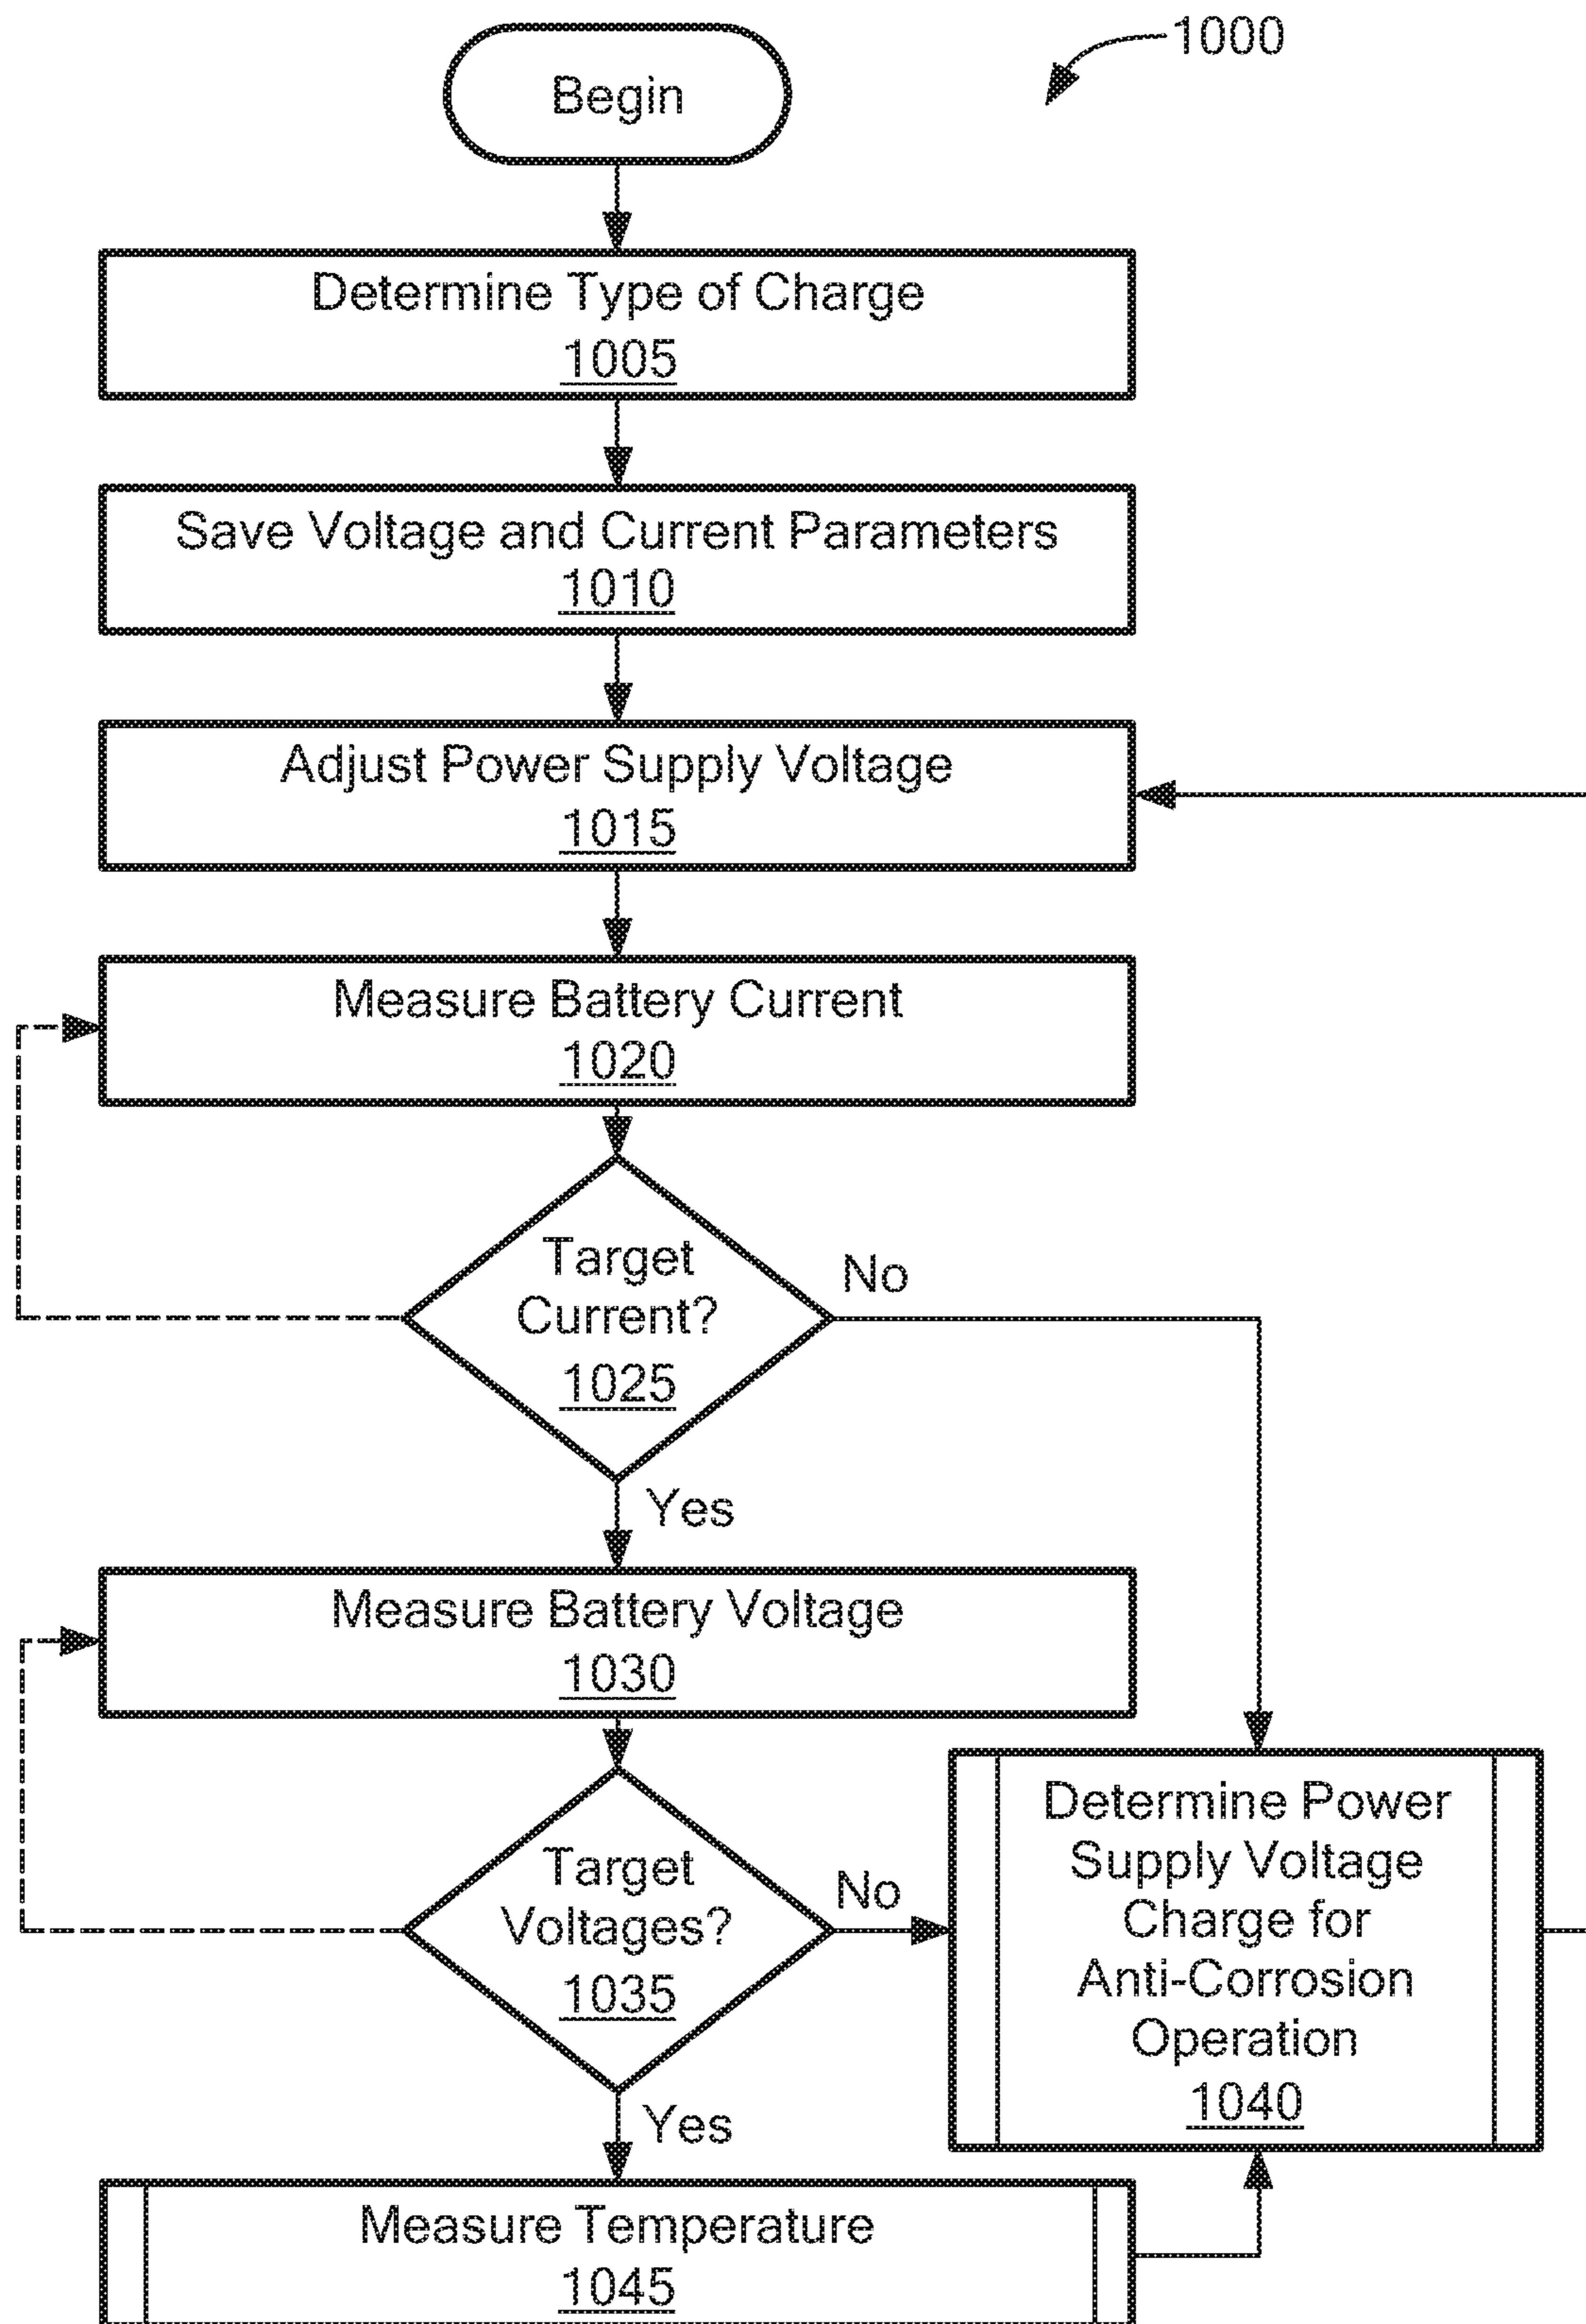 1000
Begin
Determine Type of Charge
1005
Save Voltage and Current Parameters
1010
Adjust Power Supply Voltage
1015
Measure Battery Current
1020
Target
Current?
1025
No
Yes
Measure Battery Voltage
1030
Target
Voltages?
1035
No
Yes
Determine Power
Supply Voltage
Charge for
Anti-Corrosion
Operation
1040
Measure Temperature
1045